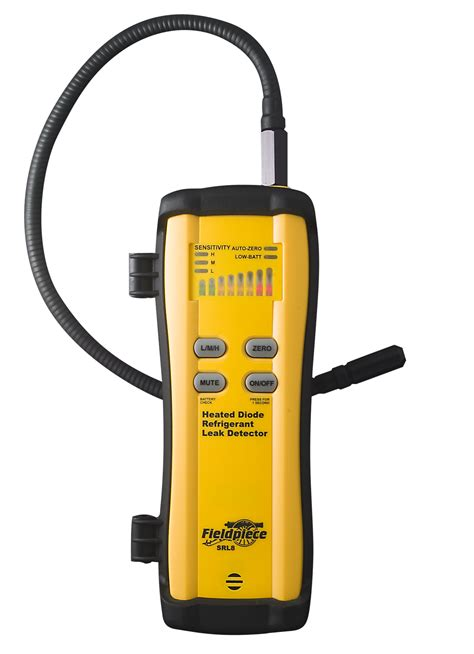 SENSITIVITY AUTO-ZERO
H
LOW-BATT
M
L
L/M/H ZERO
MUTE ON/OFF
BATTERY CHECK PRESS FOR 1 SECOND
Heated Diode
Refrigerant
Leak Detector
Fieldpiece
SRL8